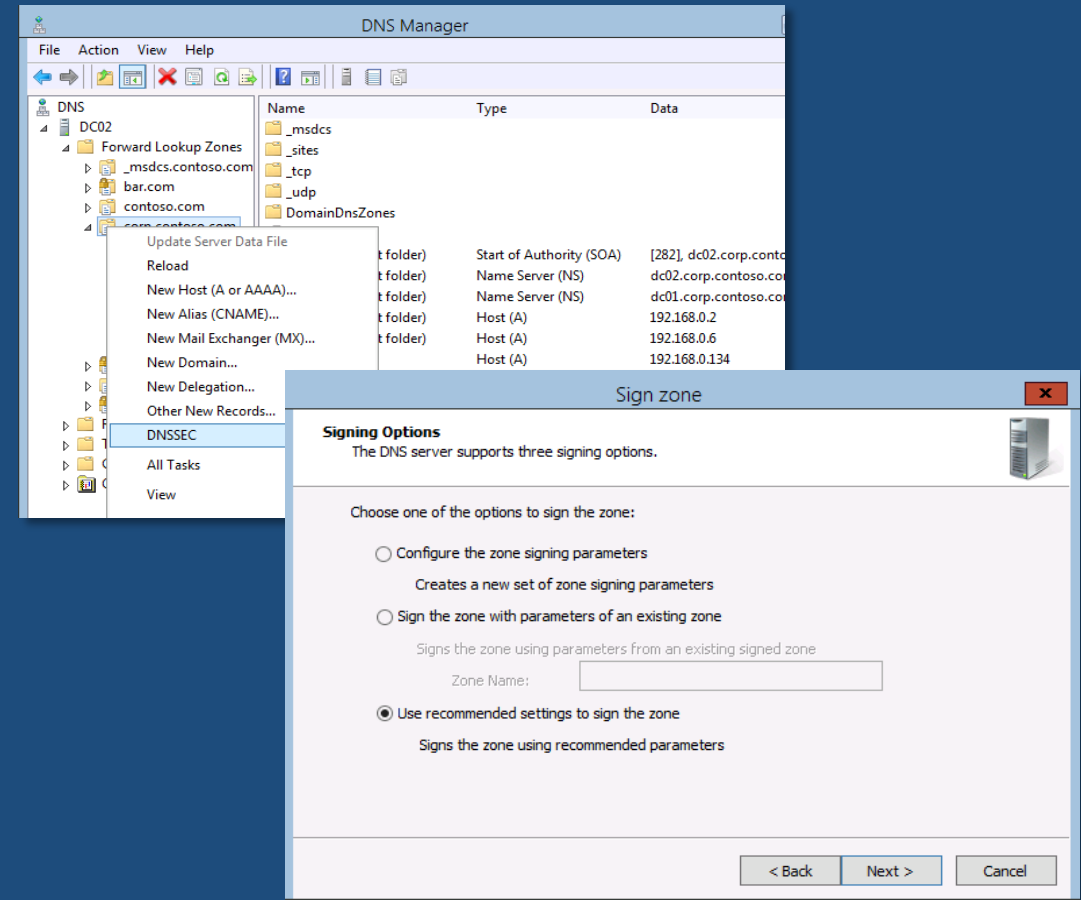 DNS Manager
File Action View Help
DNS
DC02
Forward Lookup Zones
_msdcs.contoso.com
bar.com
contoso.com
corp.contoso.com
Name Type Data
_msdcs
_sites
_tcp
_udp
DomainDnsZones
t folder) Start of Authority (SOA) [282], dc02.corp.conto
t folder) Name Server (NS) dc02.corp.contoso.co
t folder) Name Server (NS) dc01.corp.contoso.co
t folder) Host (A) 192.168.0.2
t folder) Host (A) 192.168.0.6
Host (A) 192.168.0.134
Update Server Data File
Reload
New Host (A or AAAA)...
New Alias (CNAME)...
New Mail Exchanger (MX)...
New Domain...
New Delegation...
Other New Records...
DNSSEC
All Tasks
View
Sign zone
Signing Options
The DNS server supports three signing options.
Choose one of the options to sign the zone:
Configure the zone signing parameters
Creates a new set of zone signing parameters
Sign the zone with parameters of an existing zone
Signs the zone using parameters from an existing signed zone
Zone Name:
Use recommended settings to sign the zone
Signs the zone using recommended parameters
< Back Next > Cancel